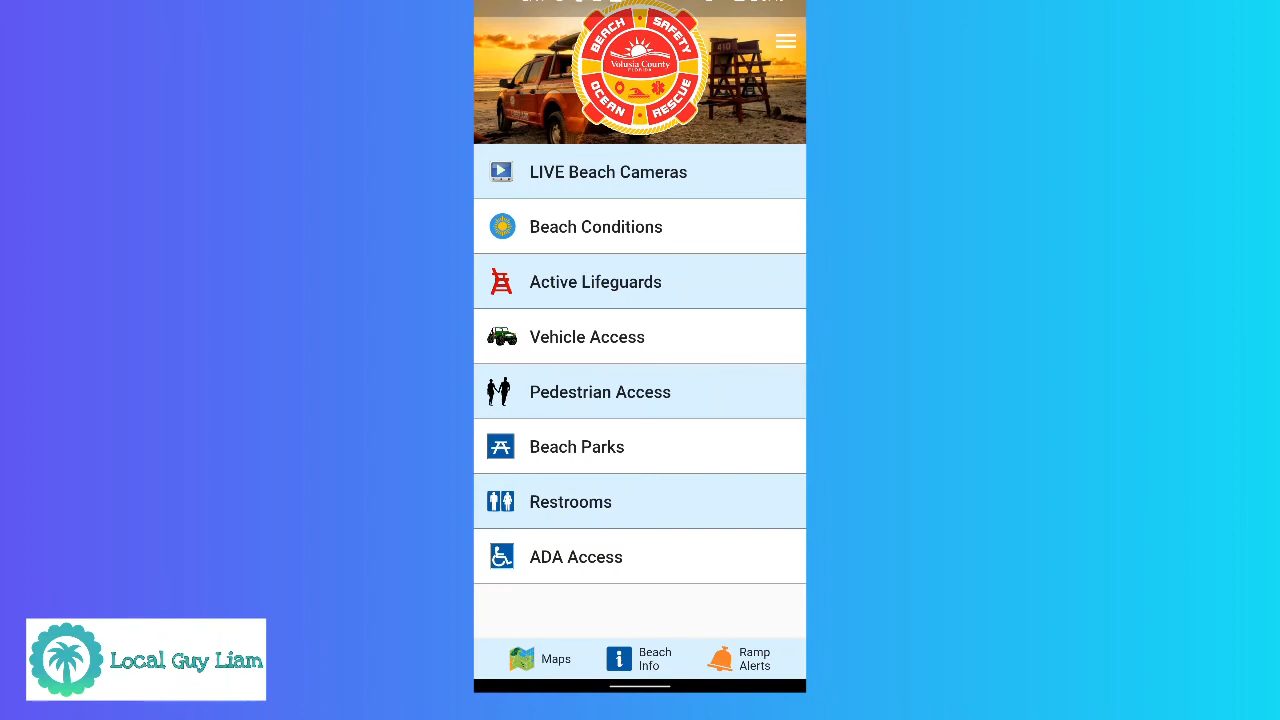 BEACH SAFETY
Volusia County
FLORIDA
OCEAN RESCUE
410
LIVE Beach Cameras
Beach Conditions
Active Lifeguards
Vehicle Access
Pedestrian Access
Beach Parks
Restrooms
ADA Access
Maps
Beach
Info
Ramp
Alerts
Local Guy Liam